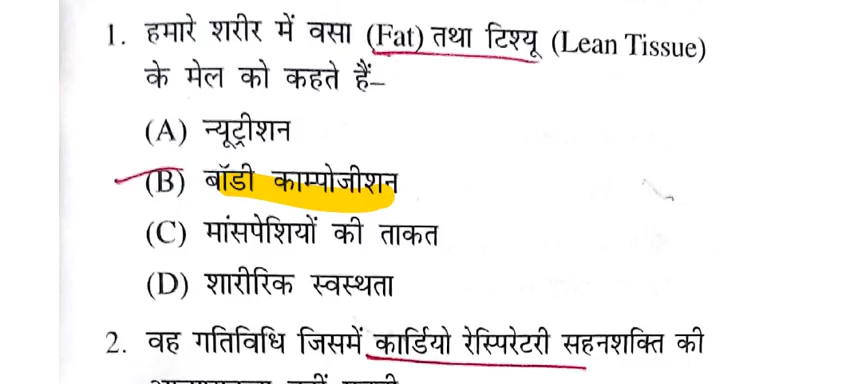 1. हमारे शरीर में वसा (Fat) तथा टिश्यू (Lean Tissue)
के मेल को कहते हैं–
(A) न्यूट्रीशन
(B) बॉडी काम्पोजीशन
(C) मांसपेशियों की ताकत
(D) शारीरिक स्वस्थता
2. वह गतिविधि जिसमें कार्डियो रेस्पिरेटरी सहनशक्ति की